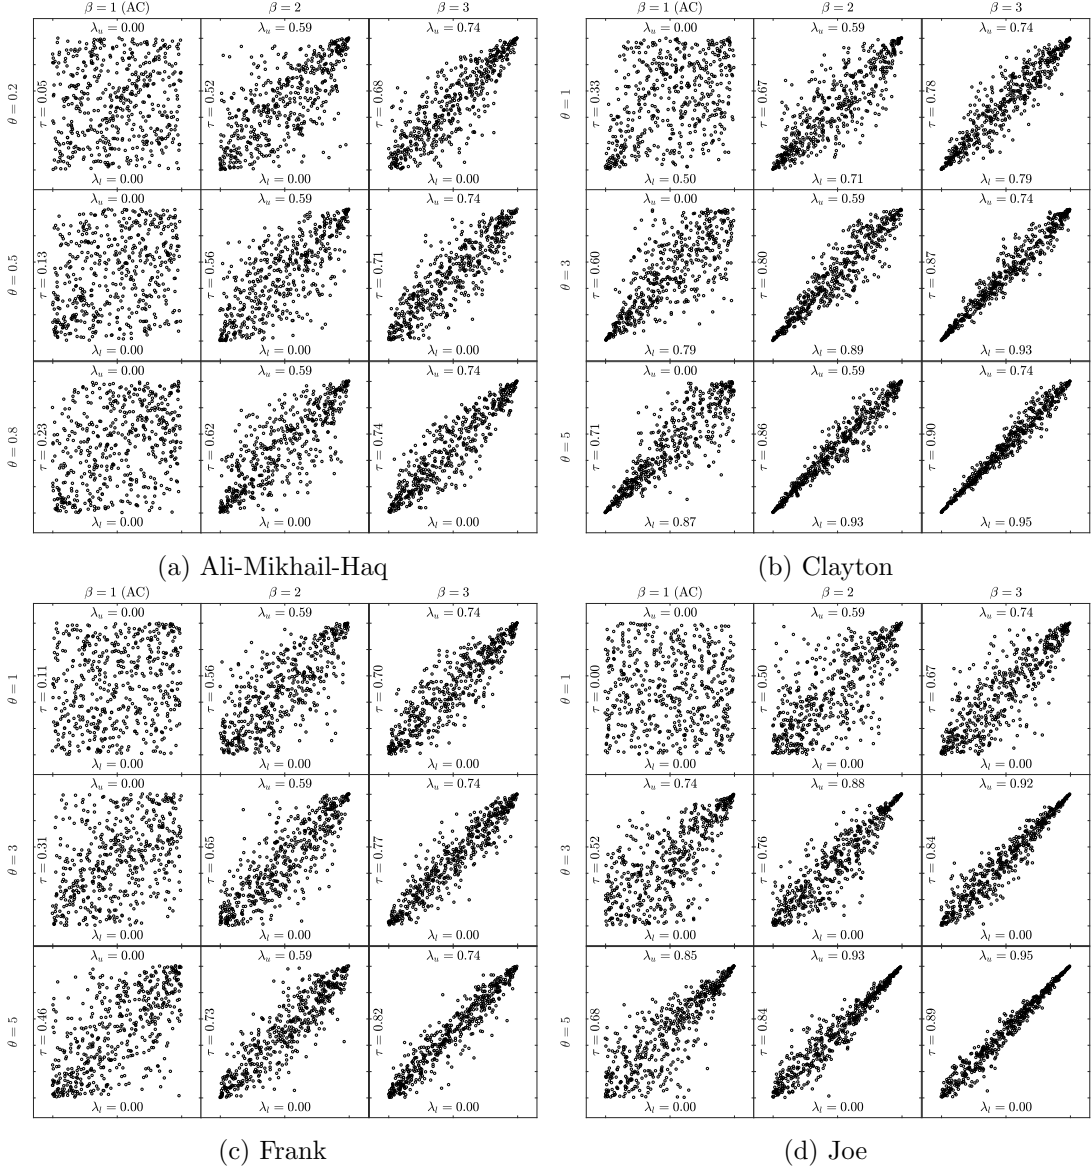 β = 1 (AC) β = 2 β = 3
θ = 0.2
λu = 0.00 λu = 0.59 λu = 0.74
τ = 0.05 τ = 0.52 τ = 0.68
λl = 0.00 λl = 0.00 λl = 0.00
θ = 0.5
λu = 0.00 λu = 0.59 λu = 0.74
τ = 0.13 τ = 0.56 τ = 0.71
λl = 0.00 λl = 0.00 λl = 0.00
θ = 0.8
λu = 0.00 λu = 0.59 λu = 0.74
τ = 0.23 τ = 0.62 τ = 0.74
λl = 0.00 λl = 0.00 λl = 0.00
(a) Ali-Mikhail-Haq
β = 1 (AC) β = 2 β = 3
θ = 1
λu = 0.00 λu = 0.59 λu = 0.74
τ = 0.33 τ = 0.67 τ = 0.78
λl = 0.50 λl = 0.71 λl = 0.79
θ = 3
λu = 0.00 λu = 0.59 λu = 0.74
τ = 0.60 τ = 0.80 τ = 0.87
λl = 0.79 λl = 0.89 λl = 0.93
θ = 5
λu = 0.00 λu = 0.59 λu = 0.74
τ = 0.71 τ = 0.86 τ = 0.90
λl = 0.87 λl = 0.93 λl = 0.95
(b) Clayton
β = 1 (AC) β = 2 β = 3
θ = 1
λu = 0.00 λu = 0.59 λu = 0.74
τ = 0.11 τ = 0.56 τ = 0.70
λl = 0.00 λl = 0.00 λl = 0.00
θ = 3
λu = 0.00 λu = 0.59 λu = 0.74
τ = 0.31 τ = 0.65 τ = 0.77
λl = 0.00 λl = 0.00 λl = 0.00
θ = 5
λu = 0.00 λu = 0.59 λu = 0.74
τ = 0.46 τ = 0.73 τ = 0.82
λl = 0.00 λl = 0.00 λl = 0.00
(c) Frank
β = 1 (AC) β = 2 β = 3
θ = 1
λu = 0.00 λu = 0.59 λu = 0.74
τ = 0.00 τ = 0.50 τ = 0.67
λl = 0.00 λl = 0.00 λl = 0.00
θ = 3
λu = 0.74 λu = 0.88 λu = 0.92
τ = 0.52 τ = 0.76 τ = 0.84
λl = 0.00 λl = 0.00 λl = 0.00
θ = 5
λu = 0.85 λu = 0.93 λu = 0.95
τ = 0.68 τ = 0.84 τ = 0.89
λl = 0.00 λl = 0.00 λl = 0.00
(d) Joe